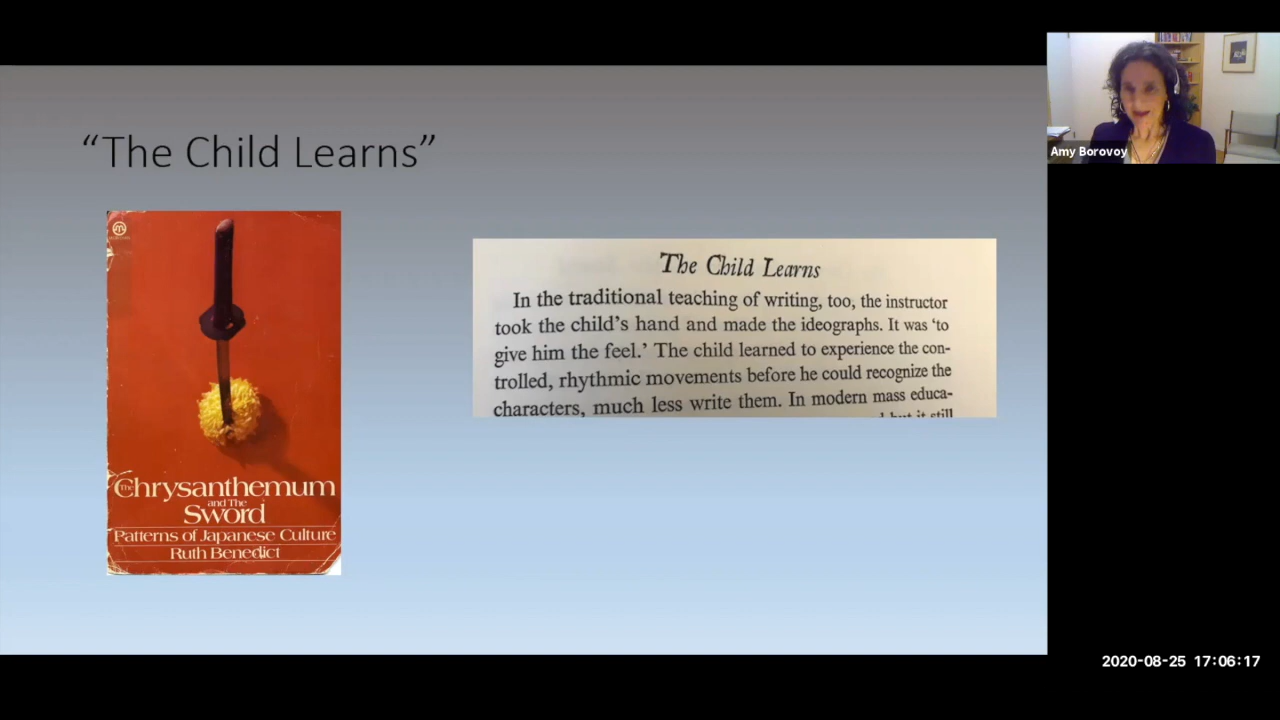 “The Child Learns”
The
Chrysanthemum
and The
Sword
Patterns of Japanese Culture
Ruth Benedict
The Child Learns
In the traditional teaching of writing, too, the instructor
took the child’s hand and made the ideographs. It was ‘to
give him the feel.’ The child learned to experience the con-
trolled, rhythmic movements before he could recognize the
characters, much less write them. In modern mass educa-
but it still
Amy Borovoy
2020-08-25 17:06:17